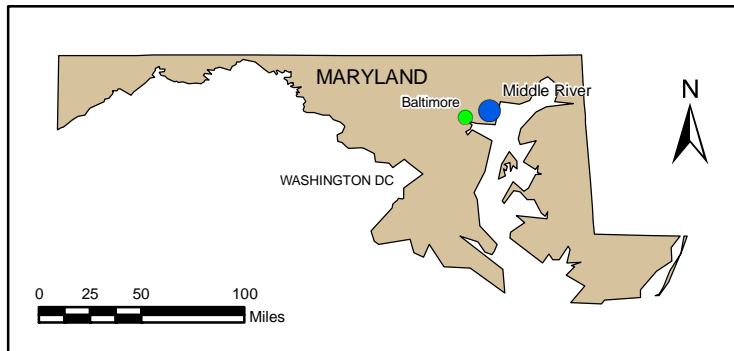 MARYLAND
Middle River
Baltimore
N
WASHINGTON DC
0 25 50 100
Miles